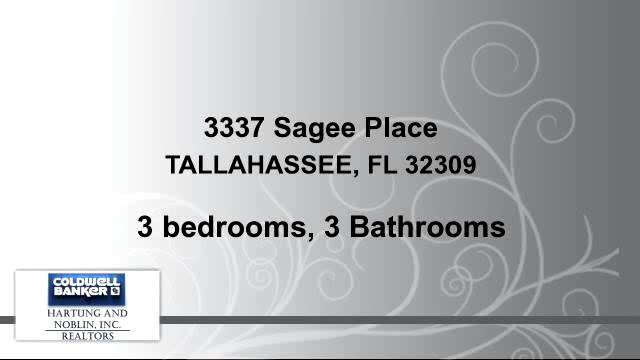 3337 Sagee Place
TALLAHASSEE, FL 32309
3 bedrooms, 3 Bathrooms
COLDWELL
BANKER
HARTUNG AND
NOBLIN, INC.
REALTORS